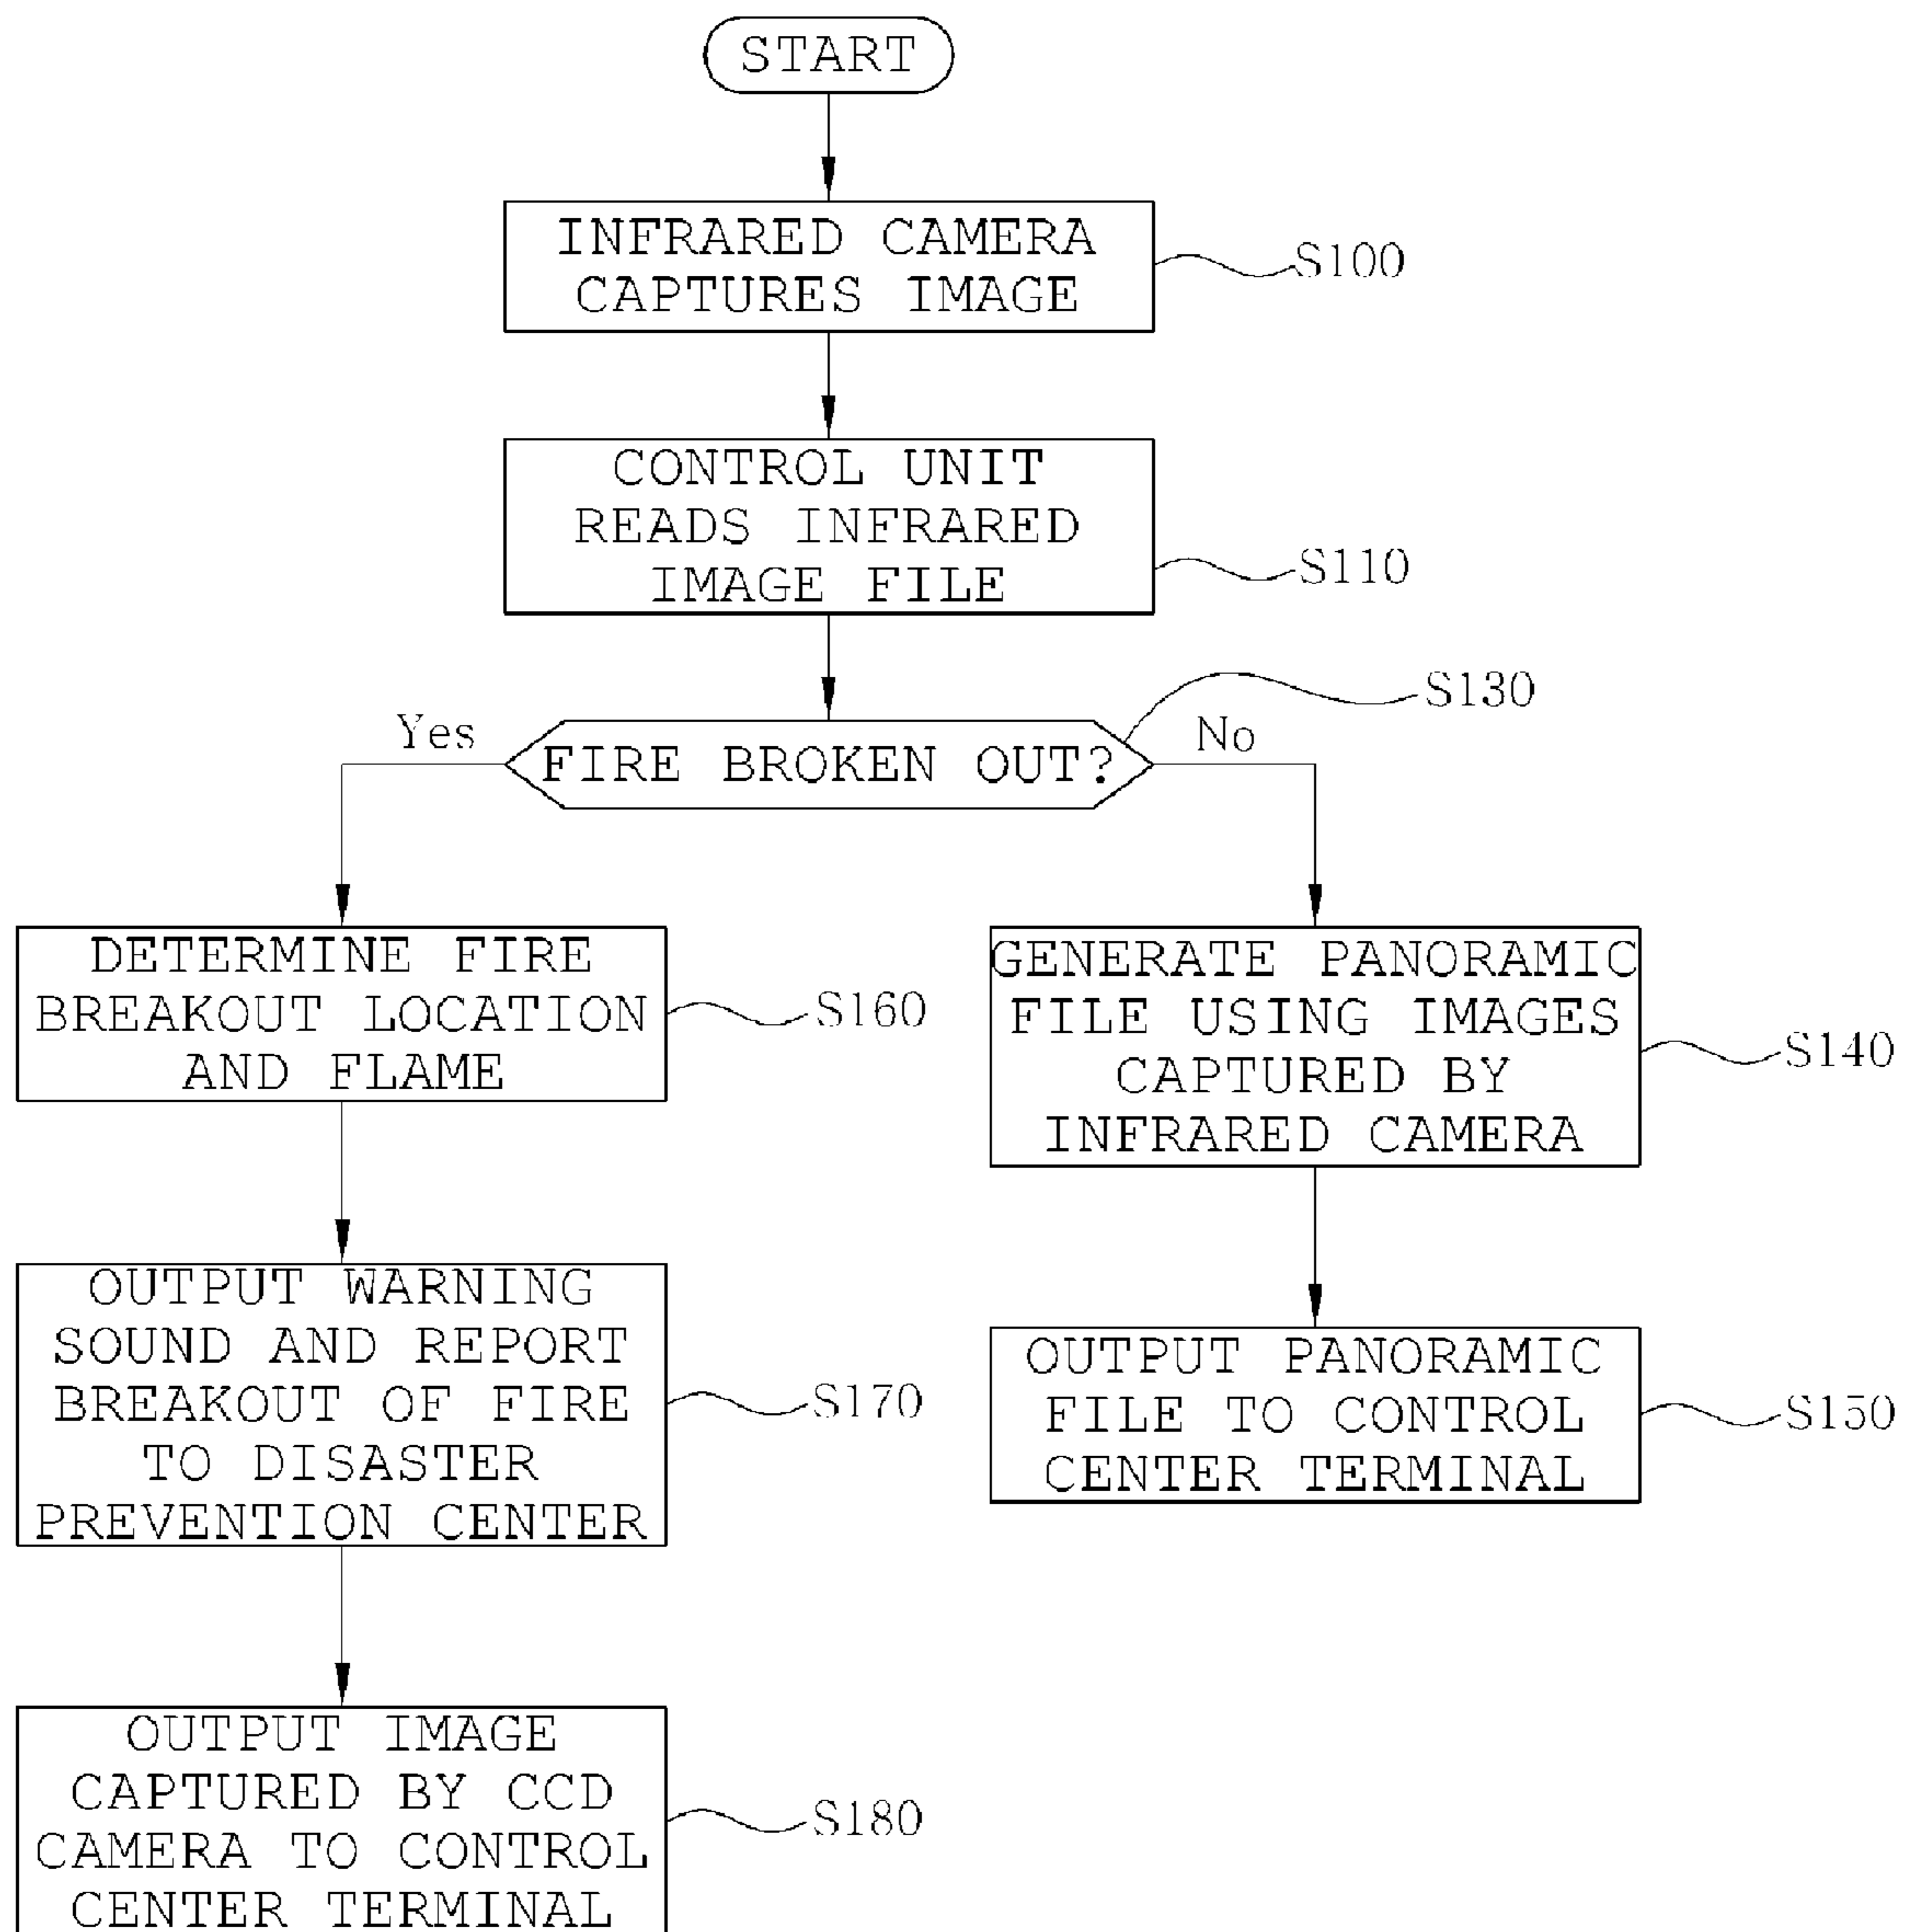 START
INFRARED CAMERA
CAPTURES IMAGE
S100
CONTROL UNIT
READS INFRARED
IMAGE FILE
S110
S130
Yes
FIRE BROKEN OUT?
No
DETERMINE FIRE
BREAKOUT LOCATION
AND FLAME
S160
GENERATE PANORAMIC
FILE USING IMAGES
CAPTURED BY
INFRARED CAMERA
S140
OUTPUT WARNING
SOUND AND REPORT
BREAKOUT OF FIRE
TO DISASTER
PREVENTION CENTER
S170
OUTPUT PANORAMIC
FILE TO CONTROL
CENTER TERMINAL
S150
OUTPUT IMAGE
CAPTURED BY CCD
CAMERA TO CONTROL
CENTER TERMINAL
S180